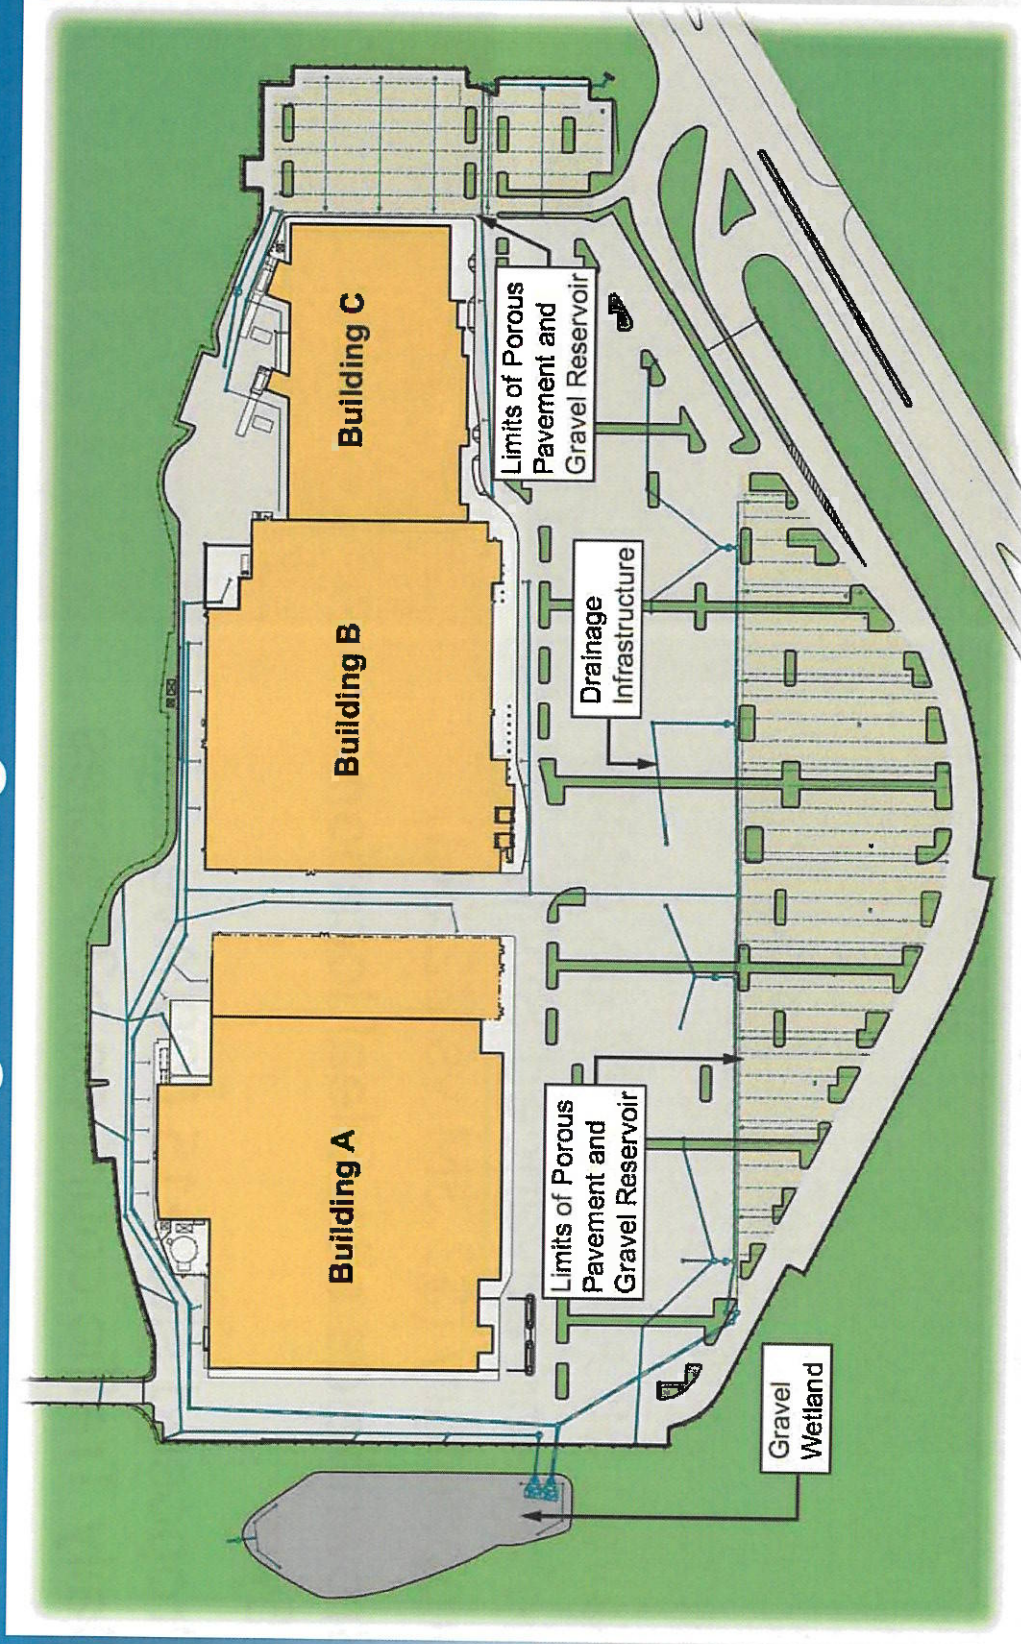 Building A
Building B
Building C
Limits of Porous
Pavement and
Gravel Reservoir
Drainage
Infrastructure
Limits of Porous
Pavement and
Gravel Reservoir
Gravel
Wetland